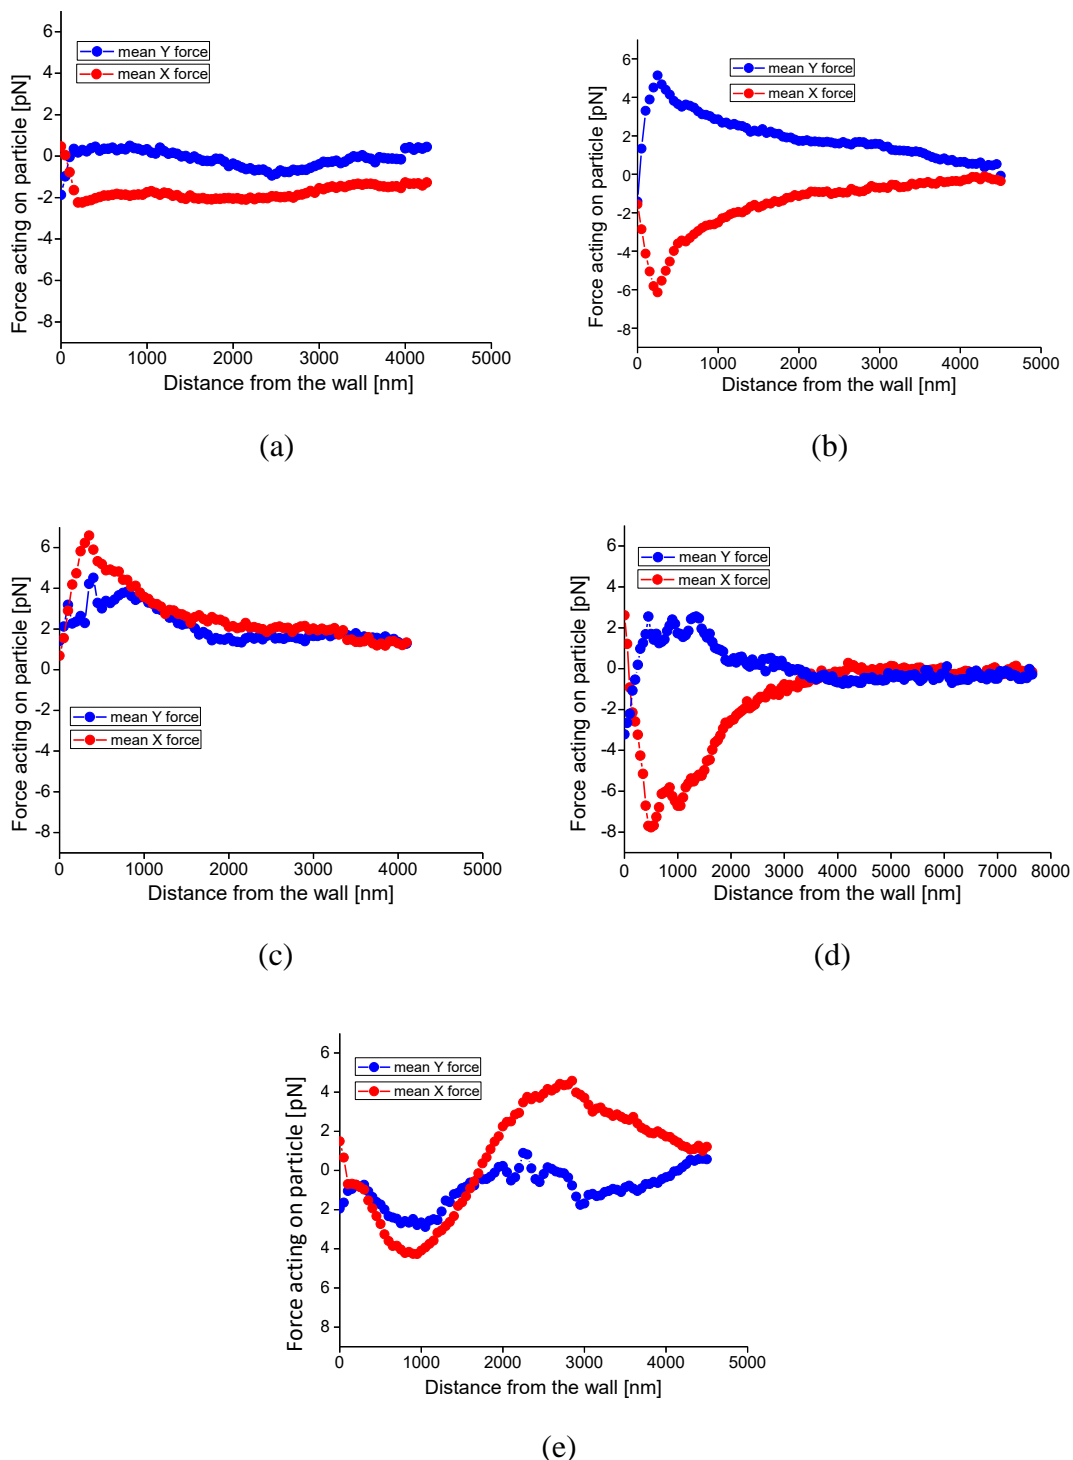 6
4
2
0
-2
-4
-6
-8
Force acting on particle [pN]
mean Y force
mean X force
0
1000
2000
3000
4000
5000
Distance from the wall [nm]
(a)
6
4
2
0
-2
-4
-6
-8
Force acting on particle [pN]
mean Y force
mean X force
0
1000
2000
3000
4000
5000
Distance from the wall [nm]
(b)
6
4
2
0
-2
-4
-6
-8
Force acting on particle [pN]
mean Y force
mean X force
0
1000
2000
3000
4000
5000
Distance from the wall [nm]
(c)
6
4
2
0
-2
-4
-6
-8
Force acting on particle [pN]
mean Y force
mean X force
0
1000
2000
3000
4000
5000
6000
7000
8000
Distance from the wall [nm]
(d)
6
4
2
0
2
4
6
8
Force acting on particle [pN]
mean Y force
mean X force
0
1000
2000
3000
4000
5000
Distance from the wall [nm]
(e)